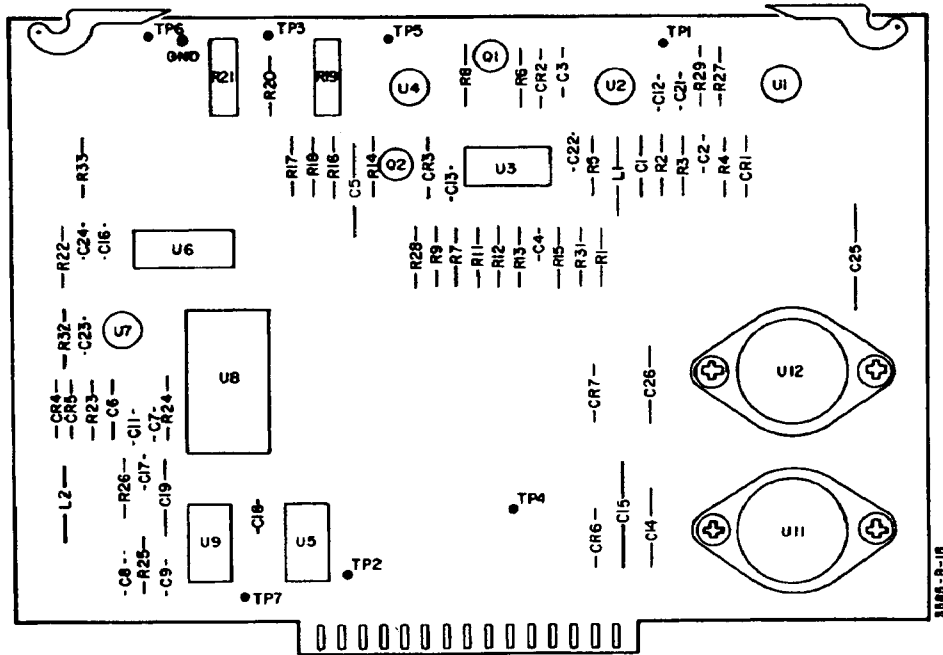 TP6
GND
TP3
TP5
TP1
R21
R20
R19
U4
R8
Q1
R6
CR2
C3
U2
C12
C21
R29
R27
U1
R33
R17
R18
R16
C5
R14
Q2
CR3
C13
U3
C22
R5
L1
C1
R2
R3
C2
R4
CR1
R22
C24
C16
U6
R28
R9
R7
R11
R12
R13
C4
R15
R31
R1
C25
R32
C23
U7
U8
CR7
C26
U12
CR4
CR5
R23
C6
C11
C7
R24
L2
R26
C17
C19
U9
C18
U5
TP4
CR6
C15
C14
U11
C8
R25
C9
TP7
TP2